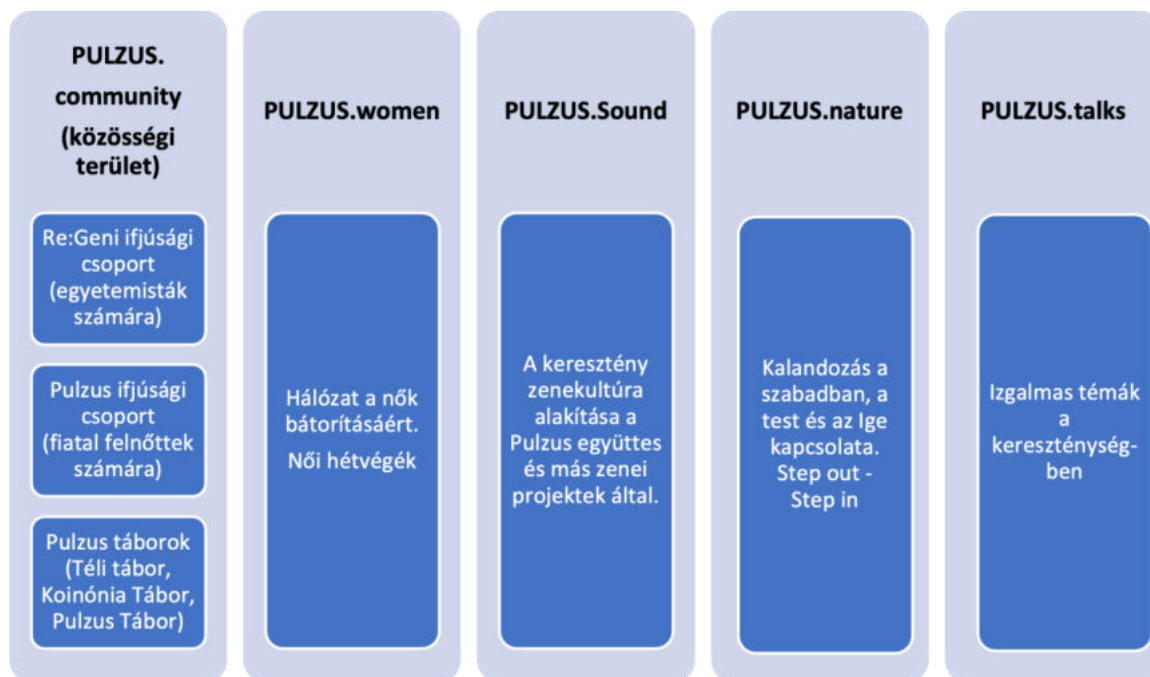 PULZUS.
community
(közösségi
terület)
Re:Geni ifjúsági
csoport
(egyetemisták
számára)
Pulzus ifjúsági
csoport
(fiatal felnőttek
számára)
Pulzus táborok
(Téli tábor,
Koinónia Tábor,
Pulzus Tábor)
PULZUS.women
Hálózat a nők
bátorításáért.
Női hétvégék
PULZUS.Sound
A keresztény
zenekultúra
alakítása a
Pulzus együttes
és más zenei
projektek által.
PULZUS.nature
Kalandozás a
szabadban, a
test és az Ige
kapcsolata.
Step out -
Step in
PULZUS.talks
Izgalmas témák
a
kereszténység-
ben